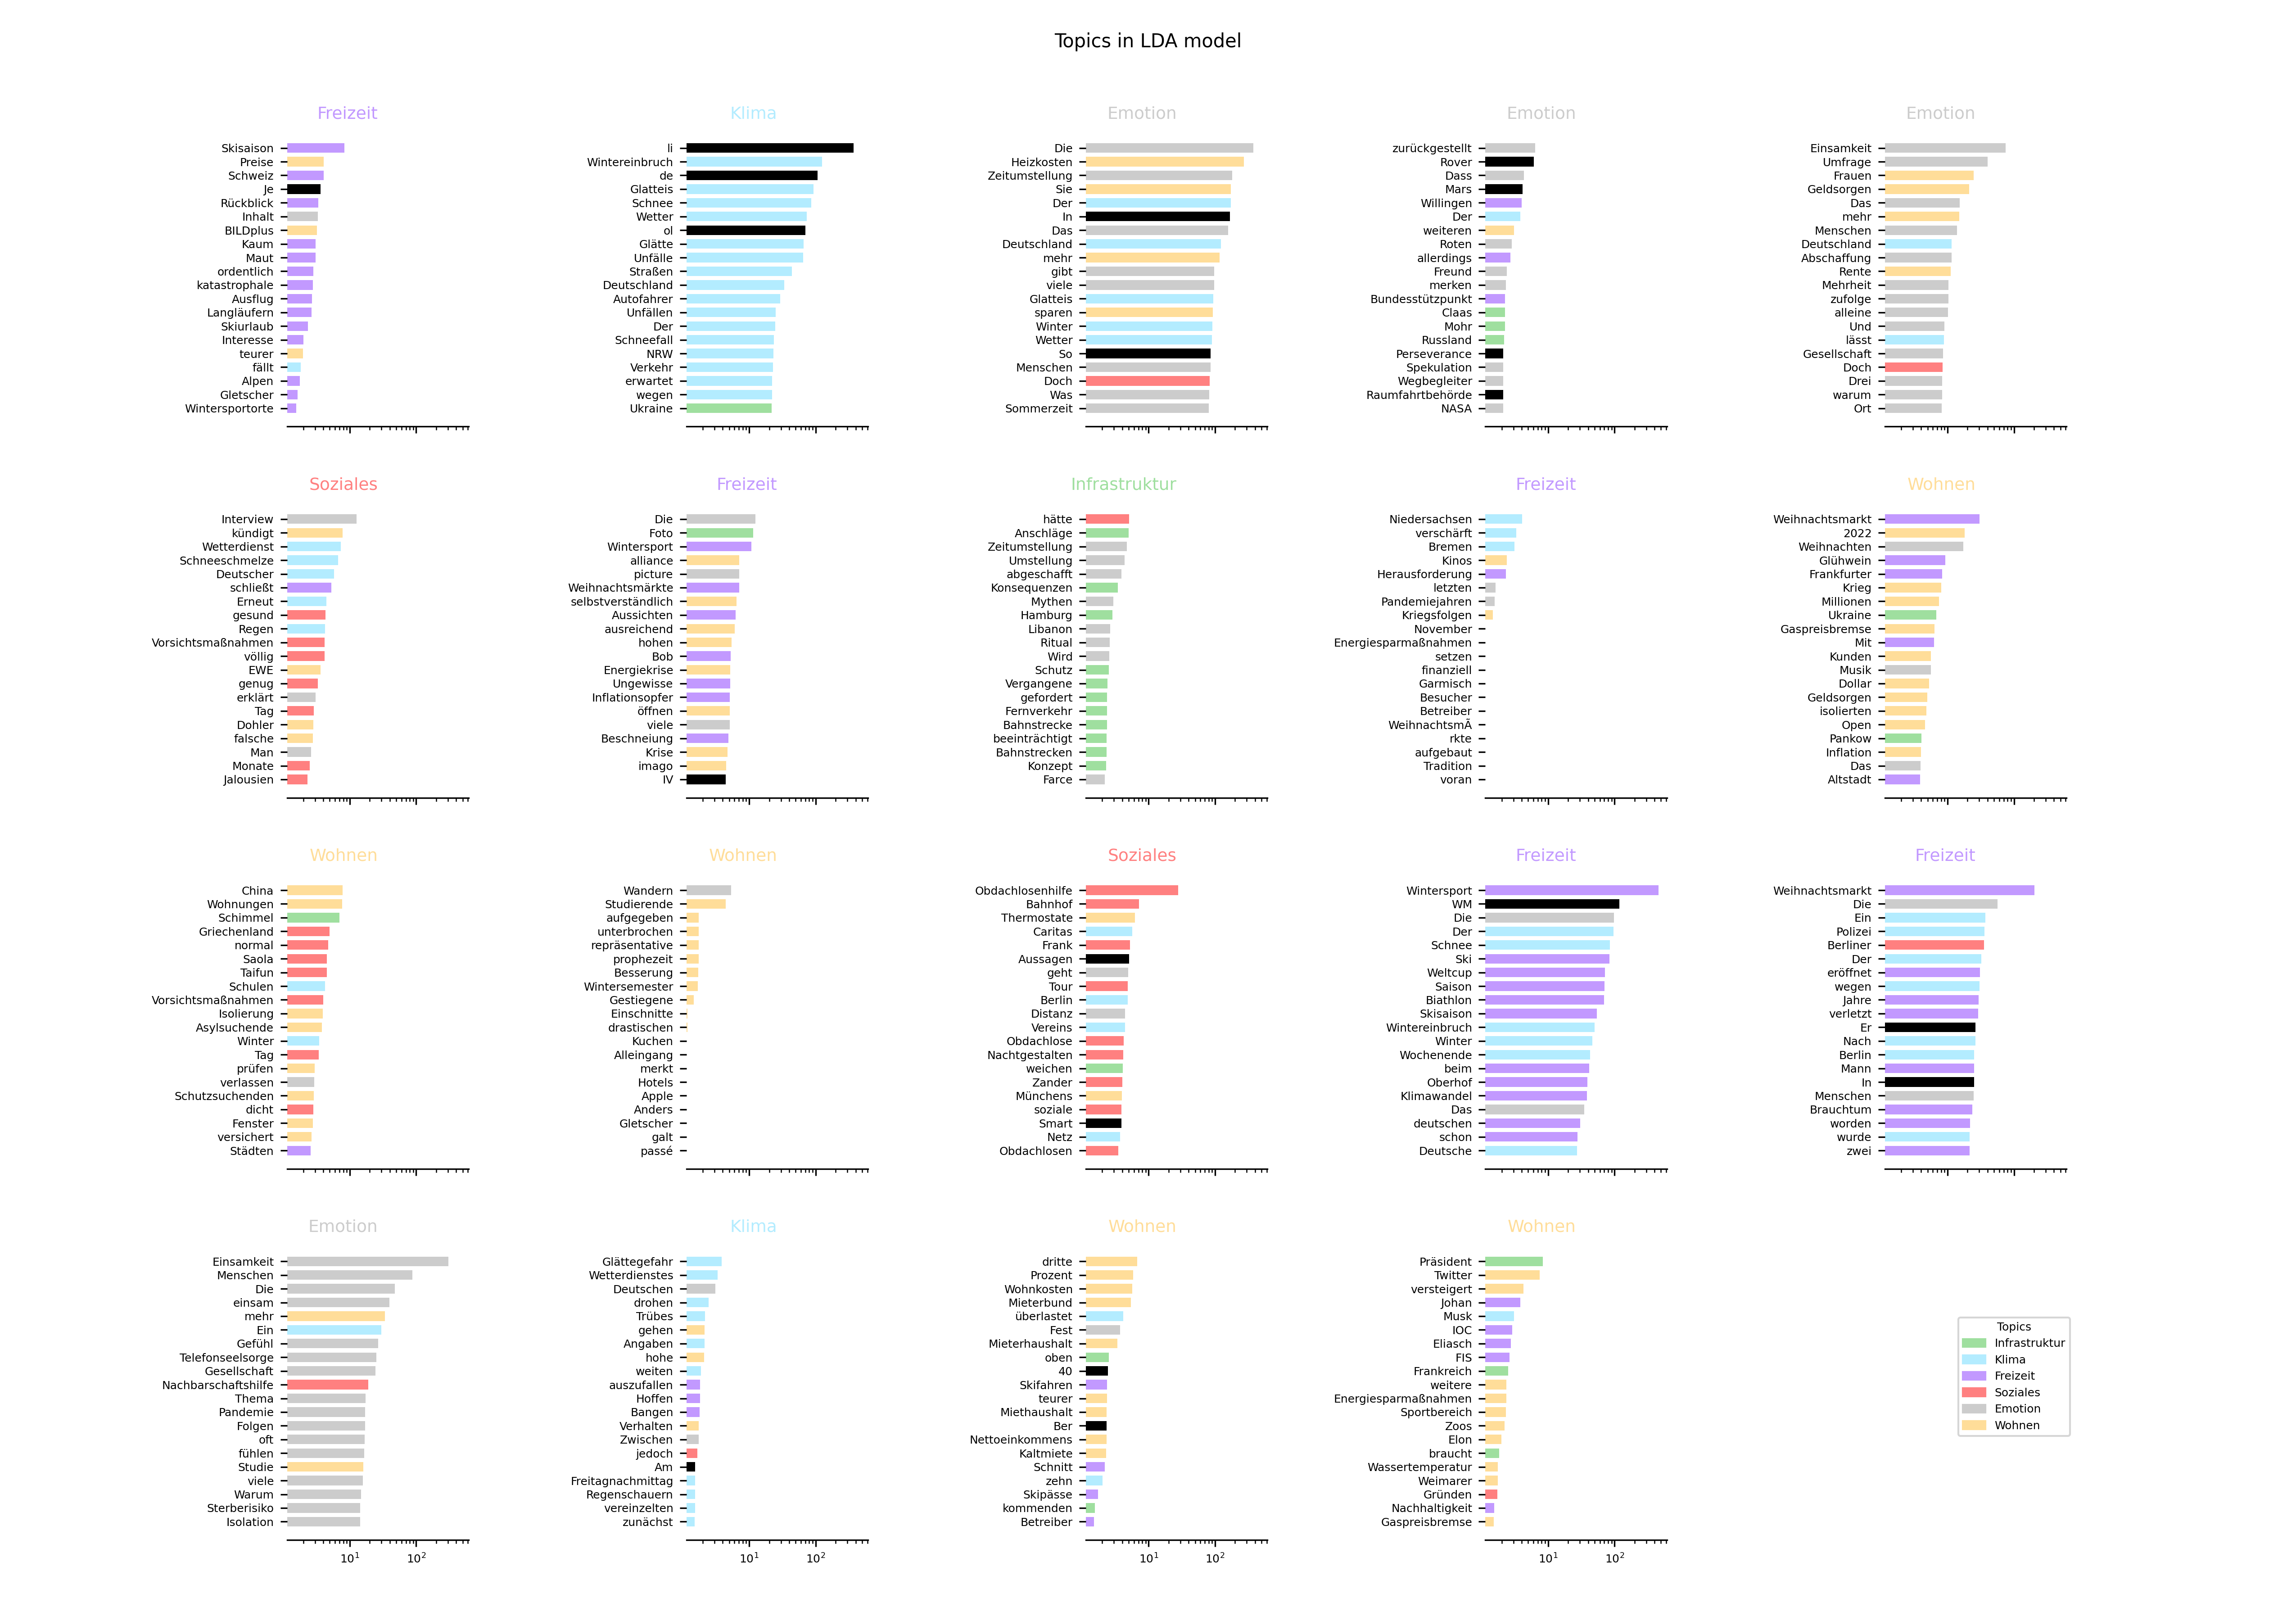 Topics in LDA model
Freizeit
Skisaison
Preise
Schweiz
Je
Rückblick
Inhalt
BILDplus
Kaum
Maut
ordentlich
katastrophale
Ausflug
Langläufern
Skiurlaub
Interesse
teurer
fällt
Alpen
Gletscher
Wintersportorte
Klima
li
Wintereinbruch
de
Glatteis
Schnee
Wetter
ol
Glätte
Unfälle
Straßen
Deutschland
Autofahrer
Unfällen
Der
Schneefall
NRW
Verkehr
erwartet
wegen
Ukraine
Emotion
Die
Heizkosten
Zeitumstellung
Sie
Der
In
Das
Deutschland
mehr
gibt
viele
Glatteis
sparen
Winter
Wetter
So
Menschen
Doch
Was
Sommerzeit
Emotion
zurückgestellt
Rover
Dass
Mars
Willingen
Der
weiteren
Roten
allerdings
Freund
merken
Bundesstützpunkt
Claas
Mohr
Russland
Perseverance
Spekulation
Wegbegleiter
Raumfahrtbehörde
NASA
Emotion
Einsamkeit
Umfrage
Frauen
Geldsorgen
Das
mehr
Menschen
Deutschland
Abschaffung
Rente
Mehrheit
zufolge
alleine
Und
lässt
Gesellschaft
Doch
Drei
warum
Ort
Soziales
Interview
kündigt
Wetterdienst
Schneeschmelze
Deutscher
schließt
Erneut
gesund
Regen
Vorsichtsmaßnahmen
völlig
EWE
genug
erklärt
Tag
Dohler
falsche
Man
Monate
Jalousien
Freizeit
Die
Foto
Wintersport
alliance
picture
Weihnachtsmärkte
selbstverständlich
Aussichten
ausreichend
hohen
Bob
Energiekrise
Ungewisse
Inflationsopfer
öffnen
viele
Beschneiung
Krise
imago
IV
Infrastruktur
hätte
Anschläge
Zeitumstellung
Umstellung
abgeschafft
Konsequenzen
Mythen
Hamburg
Libanon
Ritual
Wird
Schutz
Vergangene
gefordert
Fernverkehr
Bahnstrecke
beeinträchtigt
Bahnstrecken
Konzept
Farce
Freizeit
Niedersachsen
verschärft
Bremen
Kinos
Herausforderung
letzten
Pandemiejahren
Kriegsfolgen
November
Energiesparmaßnahmen
setzen
finanziell
Garmisch
Besucher
Betreiber
WeihnachtsmÃ
rkte
aufgebaut
Tradition
voran
Wohnen
Weihnachtsmarkt
2022
Weihnachten
Glühwein
Frankfurter
Krieg
Millionen
Ukraine
Gaspreisbremse
Mit
Kunden
Musik
Dollar
Geldsorgen
isolierten
Open
Pankow
Inflation
Das
Altstadt
Wohnen
China
Wohnungen
Schimmel
Griechenland
normal
Saola
Taifun
Schulen
Vorsichtsmaßnahmen
Isolierung
Asylsuchende
Winter
Tag
prüfen
verlassen
Schutzsuchenden
dicht
Fenster
versichert
Städten
Wohnen
Wandern
Studierende
aufgegeben
unterbrochen
repräsentative
prophezeit
Besserung
Wintersemester
Gestiegene
Einschnitte
drastischen
Kuchen
Alleingang
merkt
Hotels
Apple
Anders
Gletscher
galt
passé
Soziales
Obdachlosenhilfe
Bahnhof
Thermostate
Caritas
Frank
Aussagen
geht
Tour
Berlin
Distanz
Vereins
Obdachlose
Nachtgestalten
weichen
Zander
Münchens
soziale
Smart
Netz
Obdachlosen
Freizeit
Wintersport
WM
Die
Der
Schnee
Ski
Weltcup
Saison
Biathlon
Skisaison
Wintereinbruch
Winter
Wochenende
beim
Oberhof
Klimawandel
Das
deutschen
schon
Deutsche
Freizeit
Weihnachtsmarkt
Die
Ein
Polizei
Berliner
Der
eröffnet
wegen
Jahre
verletzt
Er
Nach
Berlin
Mann
In
Menschen
Brauchtum
worden
wurde
zwei
Emotion
Einsamkeit
Menschen
Die
einsam
mehr
Ein
Gefühl
Telefonseelsorge
Gesellschaft
Nachbarschaftshilfe
Thema
Pandemie
Folgen
oft
fühlen
Studie
viele
Warum
Sterberisiko
Isolation
10¹ 10²
Klima
Glättegefahr
Wetterdienstes
Deutschen
drohen
Trübes
gehen
Angaben
hohe
weiten
auszufallen
Hoffen
Bangen
Verhalten
Zwischen
jedoch
Am
Freitagnachmittag
Regenschauern
vereinzelten
zunächst
10¹ 10²
Wohnen
dritte
Prozent
Wohnkosten
Mieterbund
überlastet
Fest
Mieterhaushalt
oben
40
Skifahren
teurer
Miethaushalt
Ber
Nettoeinkommens
Kaltmiete
Schnitt
zehn
Skipässe
kommenden
Betreiber
10¹ 10²
Wohnen
Präsident
Twitter
versteigert
Johan
Musk
IOC
Eliasch
FIS
Frankreich
weitere
Energiesparmaßnahmen
Sportbereich
Zoos
Elon
braucht
Wassertemperatur
Weimarer
Gründen
Nachhaltigkeit
Gaspreisbremse
10¹ 10²
Topics
Infrastruktur
Klima
Freizeit
Soziales
Emotion
Wohnen